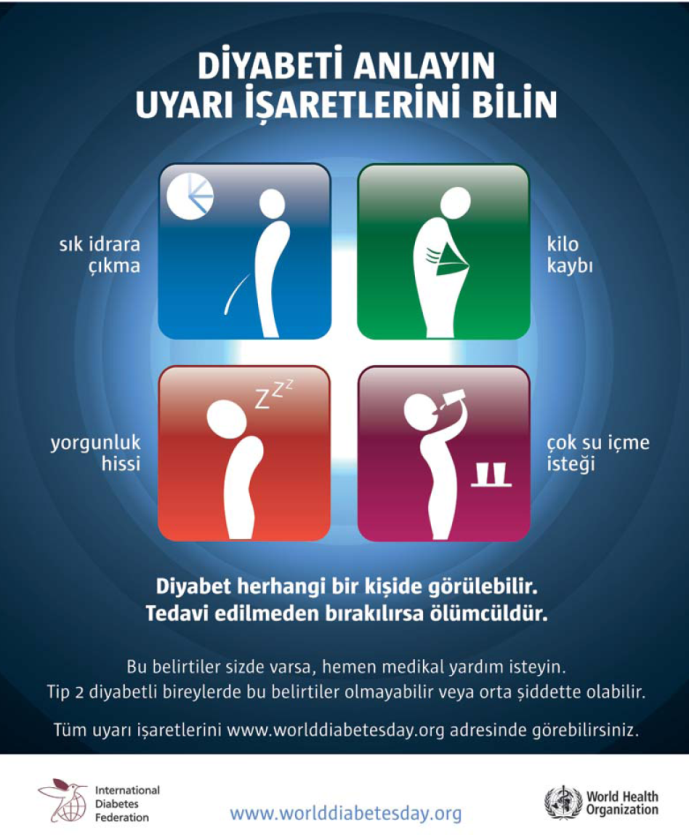 DİYABETİ ANLAYIN
UYARI İŞARETLERİNİ BİLİN
sık idrara
çıkma
kilo
kaybı
zzz
yorgunluk
hissi
çok su içme
isteği
Diyabet herhangi bir kişide görülebilir.
Tedavi edilmeden bırakılırsa ölümcüldür.
Bu belirtiler sizde varsa, hemen medikal yardım isteyin.
Tip 2 diyabetli bireylerde bu belirtiler olmayabilir veya orta şiddette olabilir.
Tüm uyarı işaretlerini www.worlddiabetesday.org adresinde görebilirsiniz.
International
Diabetes
Federation
www.worlddiabetesday.org
World Health
Organization